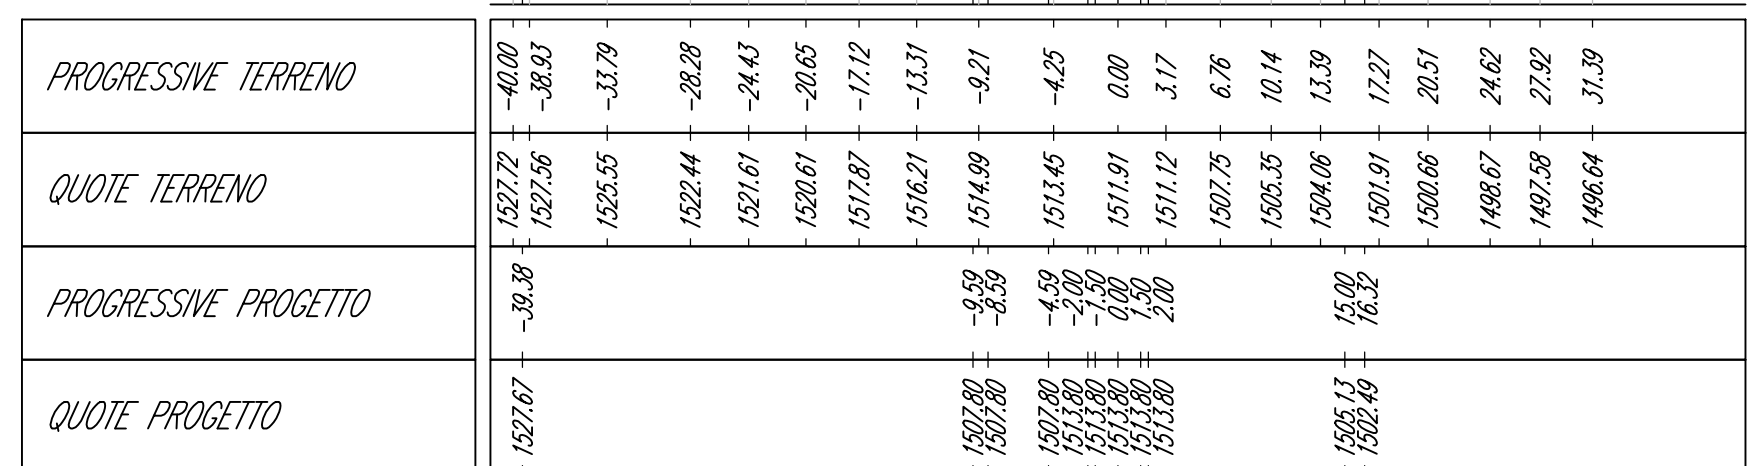 PROGRESSIVE TERRENO -40.00 -38.93 -33.79 -28.28 -24.43 -20.65 -17.12 -13.31 -9.21 -4.25 0.00 3.17 6.76 10.14 13.39 17.27 20.51 24.62 27.92 31.39
QUOTE TERRENO 1527.72 1527.56 1525.55 1522.44 1521.61 1520.61 1517.87 1516.21 1514.99 1513.45 1511.91 1511.12 1507.75 1505.35 1504.06 1501.91 1500.66 1498.67 1497.58 1496.64
PROGRESSIVE PROGETTO -39.38 -9.59 -8.59 -4.59 -2.00 -1.50 0.00 1.50 2.00 15.00 16.32
QUOTE PROGETTO 1527.67 1507.80 1507.80 1507.80 1513.80 1513.80 1513.80 1513.80 1513.80 1505.13 1502.49